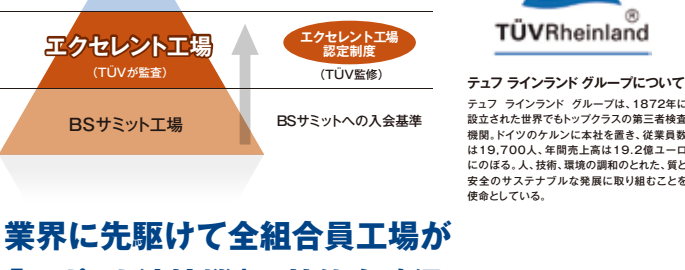 エクセレント工場
(TÜVが監査)
BSサミット工場
エクセレント工場
認定制度
(TÜV監修)
BSサミットへの入会基準
TÜVRheinland®
テュフ ラインランド グループについて
テュフ ラインランド グループは、1872年に
設立された世界でもトップクラスの第三者検査
機関。ドイツのケルンに本社を置き、従業員数
は19,700人、年間売上高は19.2億ユーロ
にのぼる。人、技術、環境の調和のとれた、質と
安全のサステナブルな発展に取り組むことを
使命としている。
業界に先駆けて全組合員工場が